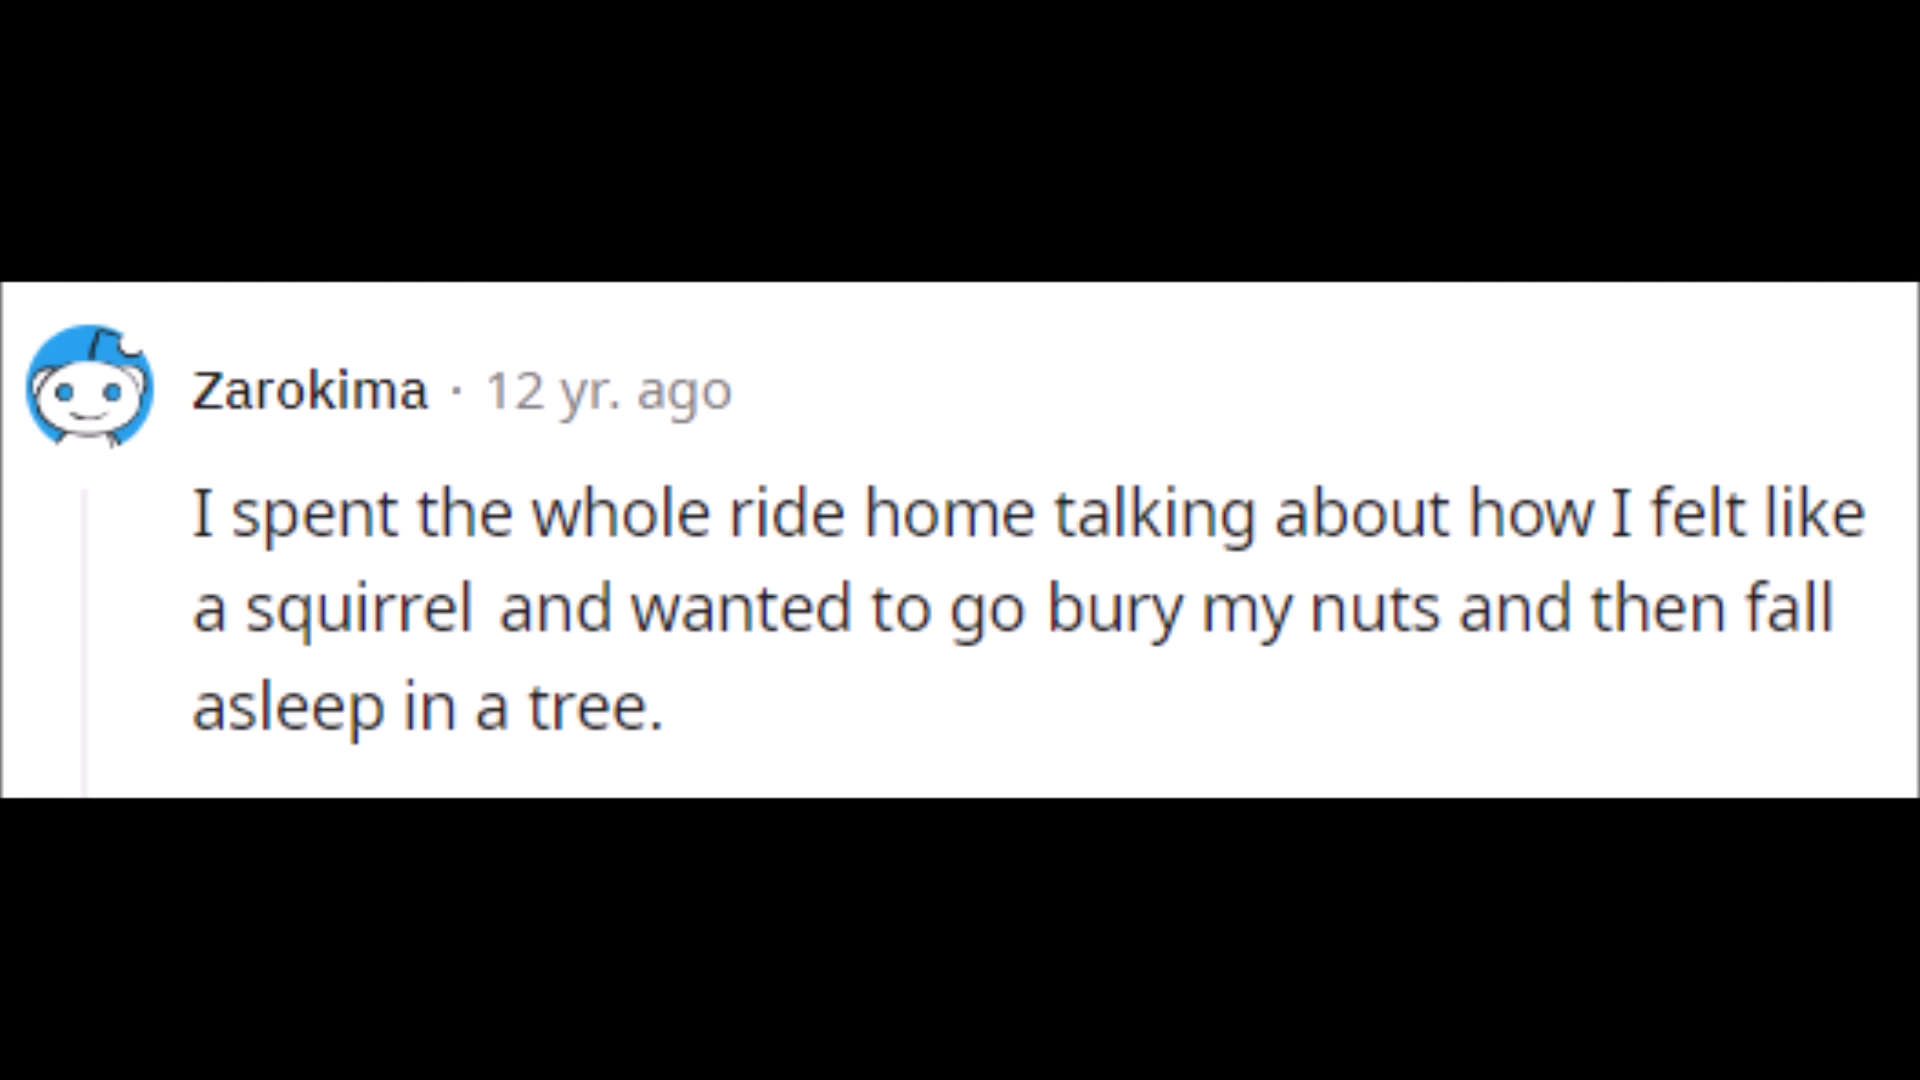 Zarokima · 12 yr. ago
I spent the whole ride home talking about how I felt like
a squirrel and wanted to go bury my nuts and then fall
asleep in a tree.